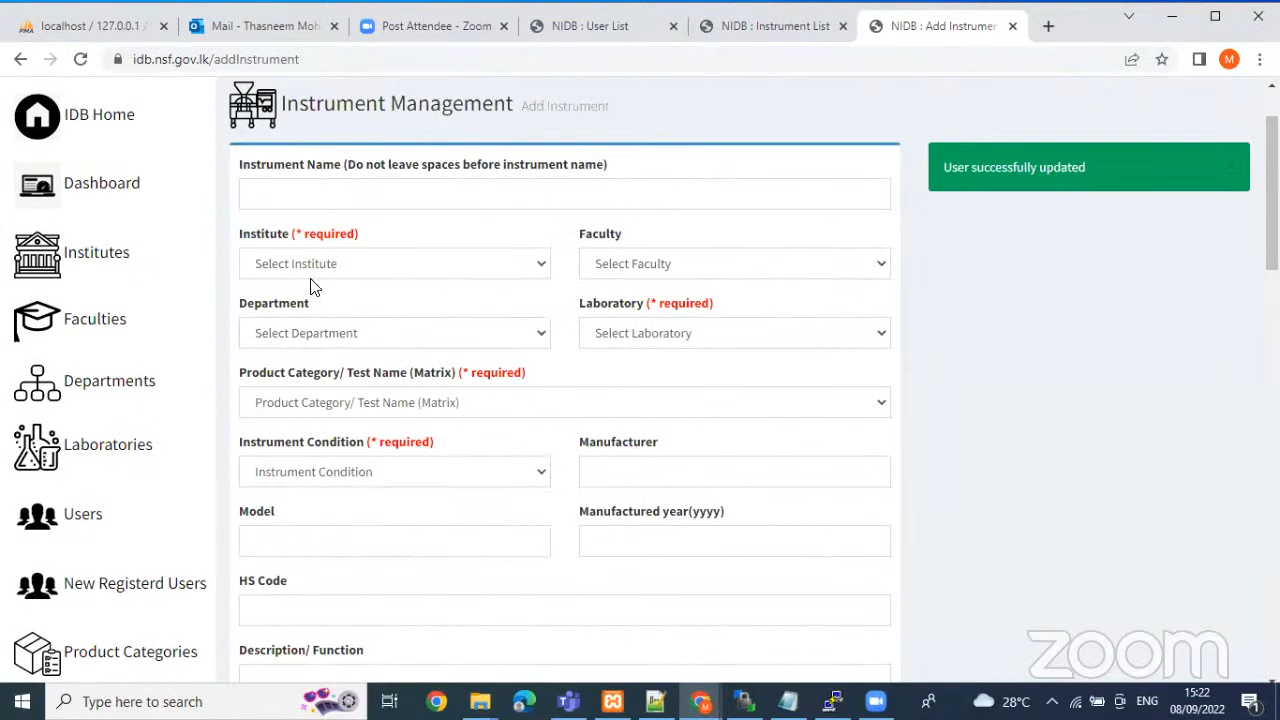 localhost / 127.0.0.1 /
Mail - Thasneem Moh
Post Attendee - Zoom
NIDB : User List
NIDB : Instrument List
NIDB : Add Instrumen
idb.nsf.gov.lk/addInstrument
M
IDB Home
Dashboard
Institutes
Faculties
Departments
Laboratories
Users
New Registerd Users
Product Categories
Instrument Management Add Instrument
Instrument Name (Do not leave spaces before instrument name)
Institute (* required)
Faculty
Select Institute
Select Faculty
Department
Laboratory (* required)
Select Department
Select Laboratory
Product Category/ Test Name (Matrix) (* required)
Product Category/ Test Name (Matrix)
Instrument Condition (* required)
Manufacturer
Instrument Condition
Model
Manufactured year(yyyy)
HS Code
Description/ Function
User successfully updated
zoom
Type here to search
28°C
ENG
15:22
08/09/2022
1